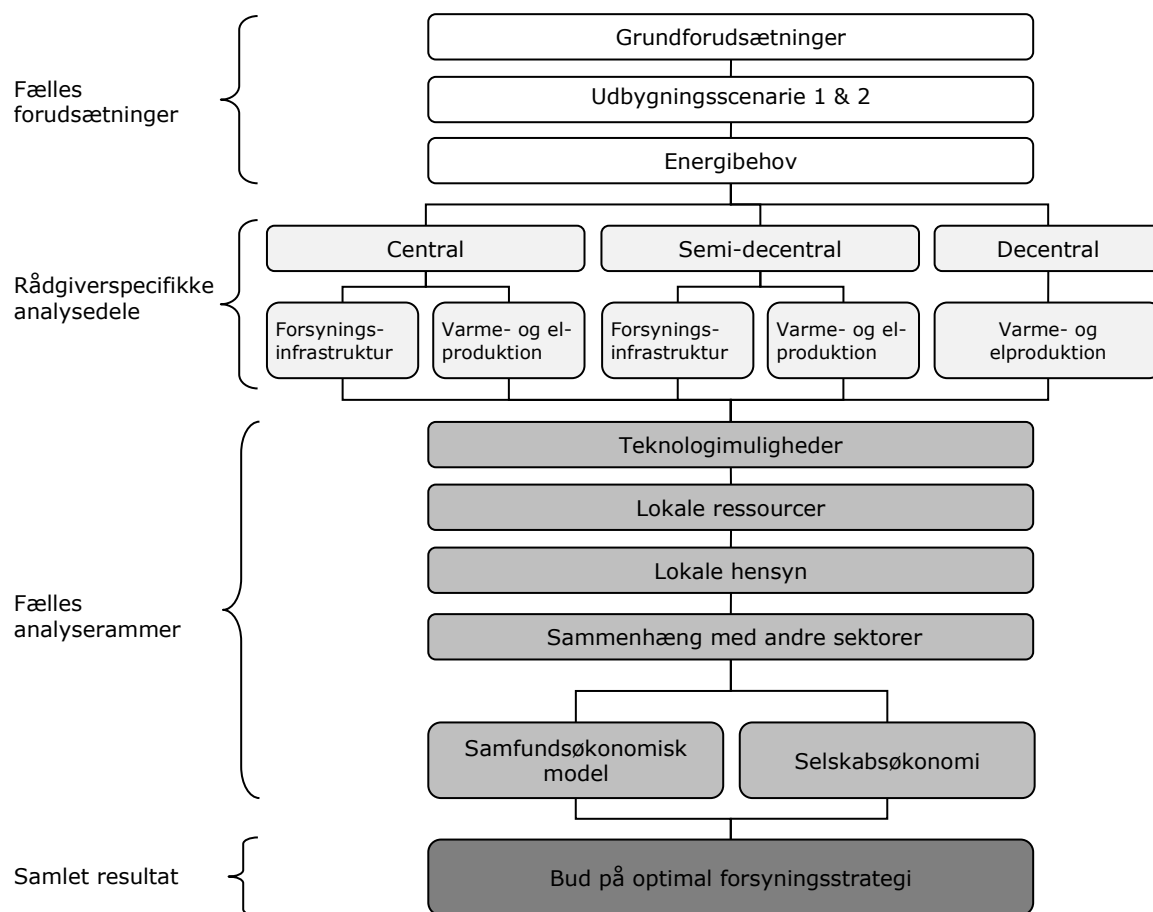 Fælles
forudsætninger
Grundforudsætninger
Udbygningsscenarie 1 & 2
Energibehov
Rådgiverspecifikke
analysedele
Central
Semi-decentral
Decentral
Forsynings-
infrastruktur
Varme- og el-
produktion
Forsynings-
infrastruktur
Varme- og el-
produktion
Varme- og
elproduktion
Fælles
analyserammer
Teknologimuligheder
Lokale ressourcer
Lokale hensyn
Sammenhæng med andre sektorer
Samfundsøkonomisk
model
Selskabsøkonomi
Samlet resultat
Bud på optimal forsyningsstrategi